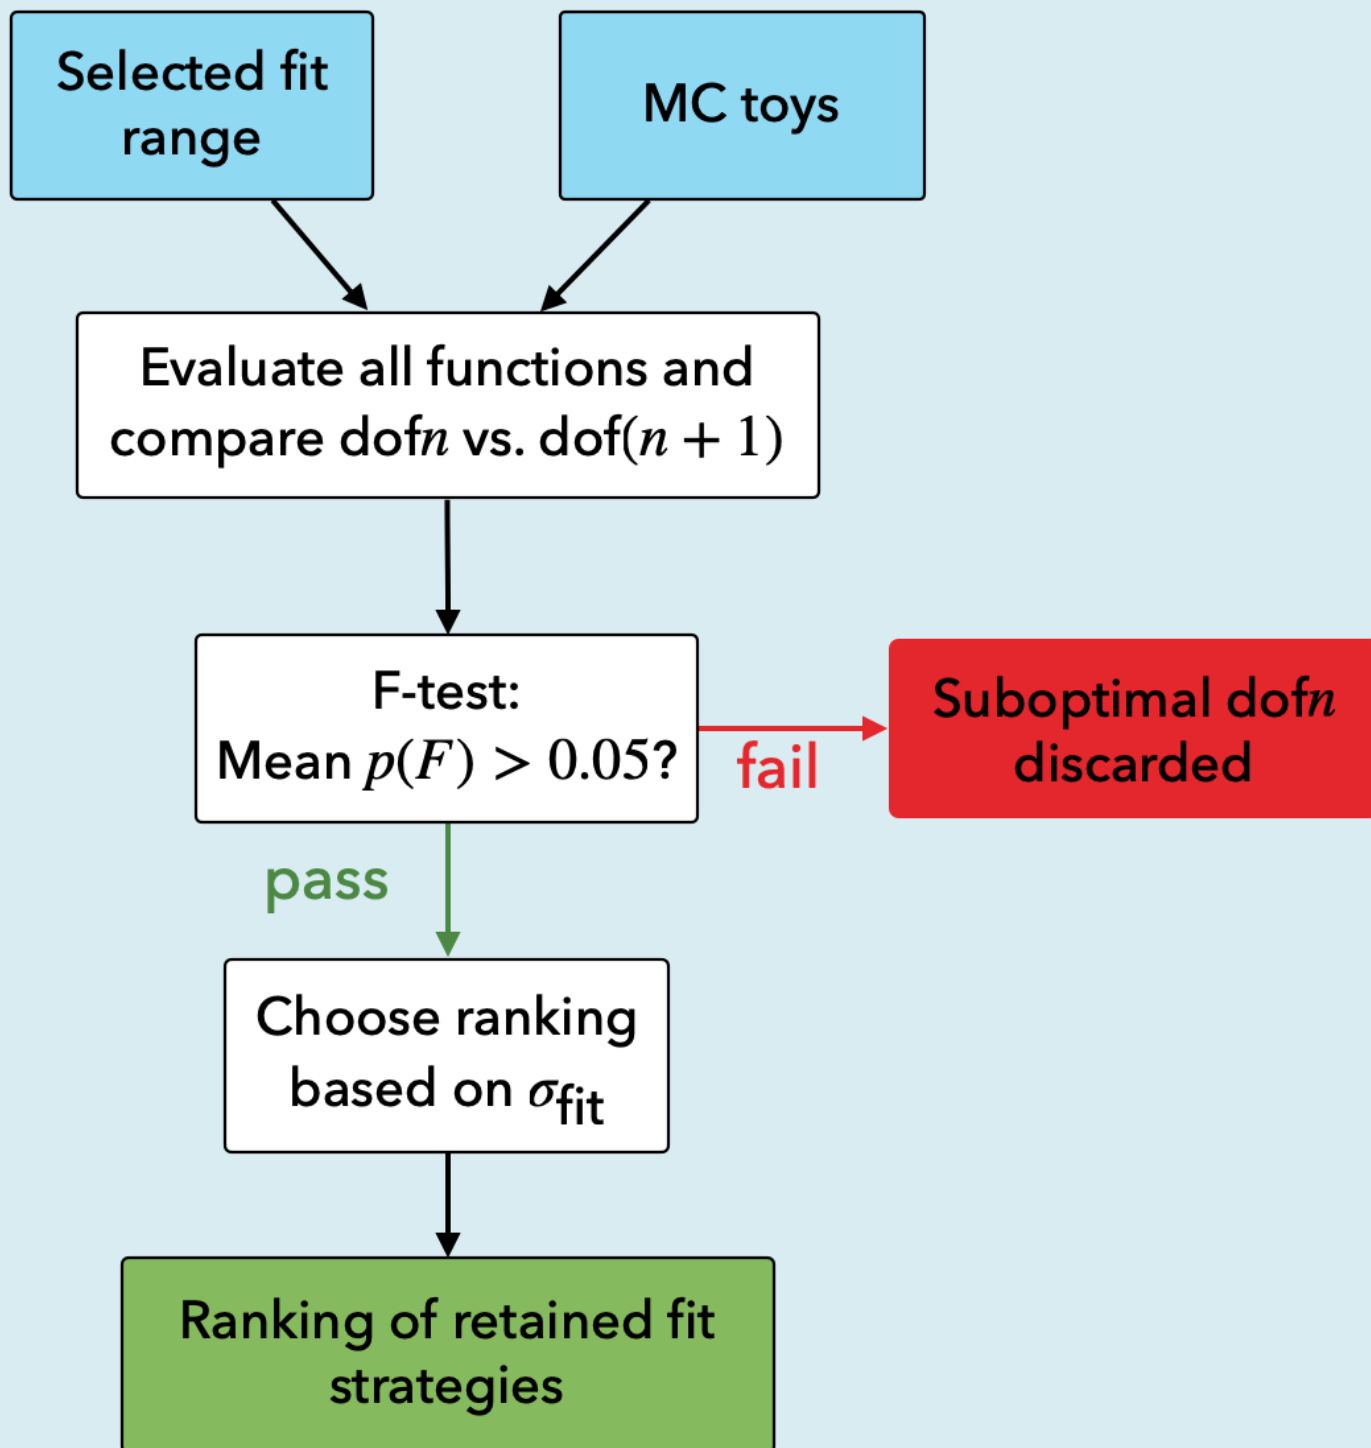 Selected fit
range
MC toys
Evaluate all functions and
compare dofn vs. dof(n + 1)
F-test:
Mean p(F) > 0.05?
fail
Suboptimal dofn
discarded
pass
Choose ranking
based on σfit
Ranking of retained fit
strategies